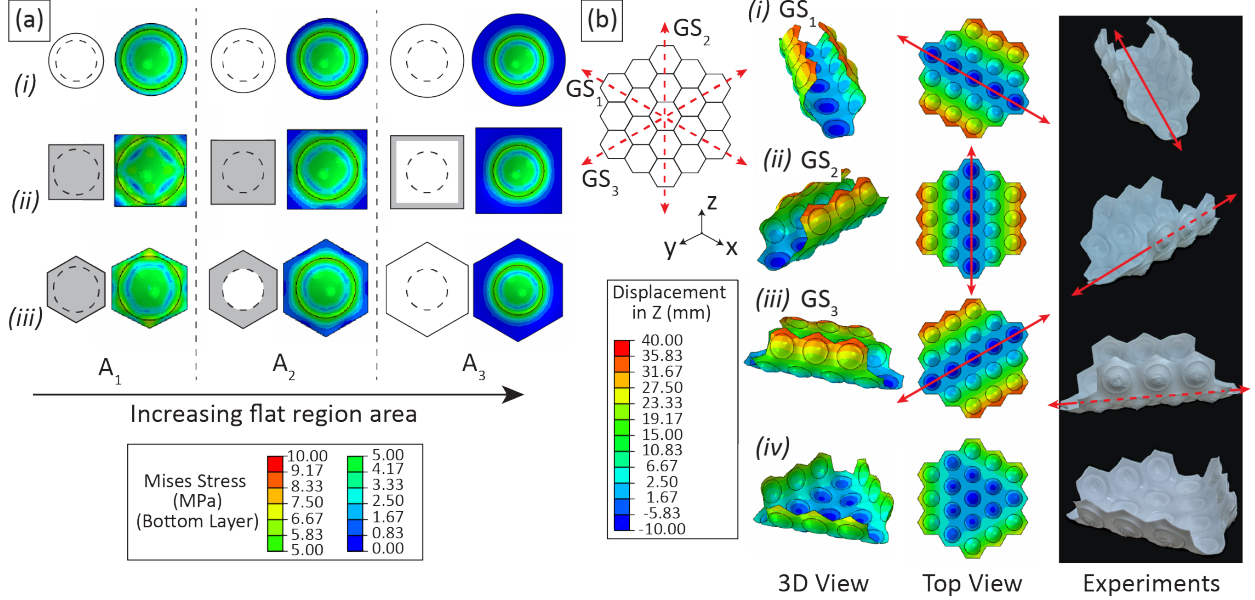 (a)
(i)
(ii)
(iii)
A1
A2
A3
Increasing flat region area
Mises Stress
(MPa)
(Bottom Layer)
10.00
9.17
8.33
7.50
6.67
5.83
5.00
5.00
4.17
3.33
2.50
1.67
0.83
0.00
(b)
GS2
GS1
GS3
z
y
x
Displacement
in Z (mm)
40.00
35.83
31.67
27.50
23.33
19.17
15.00
10.83
6.67
2.50
1.67
-5.83
-10.00
(i) GS1
(ii) GS2
(iii) GS3
(iv)
3D View
Top View
Experiments